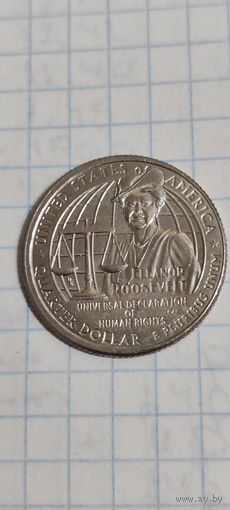 UNITED STATES of AMERICA
ELEANOR
ROOSEVELT
UNIVERSAL DECLARATION
OF
HUMAN RIGHTS
QUARTER DOLLAR
E PLURIBUS UNUM
www.ay.by